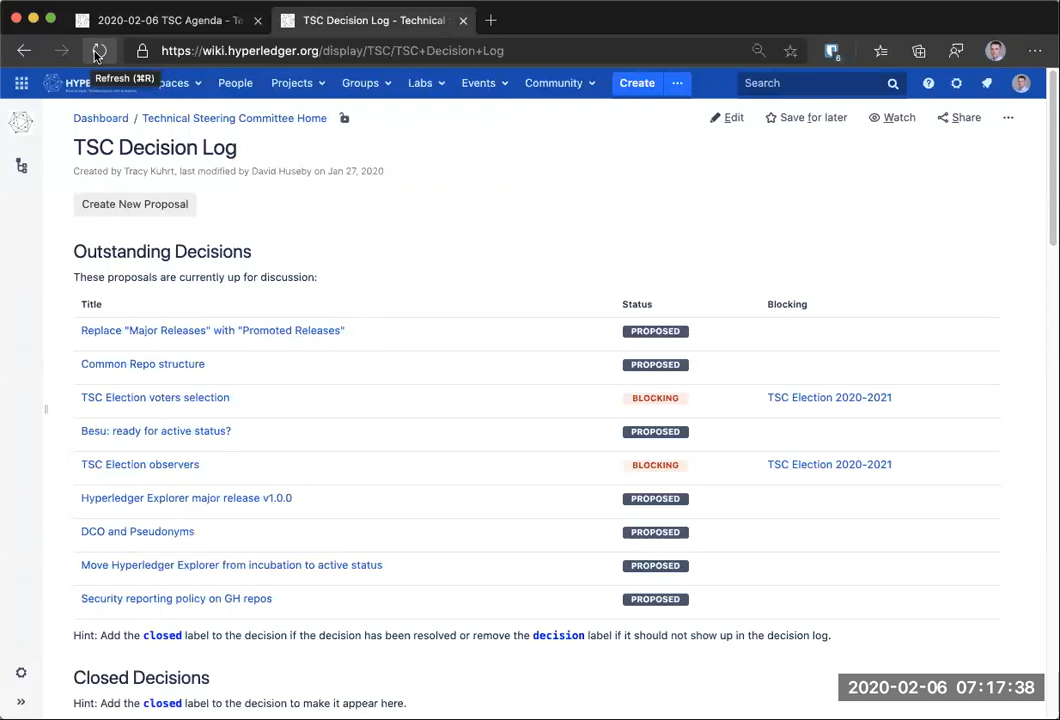 2020-02-06 TSC Agenda - Te
TSC Decision Log - Technical
https://wiki.hyperledger.org/display/TSC/TSC+Decision+Log
6
Refresh (⌘R)
HYPE
paces
People
Projects
Groups
Labs
Events
Community
Create
Search
Dashboard / Technical Steering Committee Home
Edit
Save for later
Watch
Share
TSC Decision Log
Created by Tracy Kuhrt, last modified by David Huseby on Jan 27, 2020
Create New Proposal
Outstanding Decisions
These proposals are currently up for discussion:
Title Status Blocking
Replace "Major Releases" with "Promoted Releases" PROPOSED
Common Repo structure PROPOSED
TSC Election voters selection BLOCKING TSC Election 2020-2021
Besu: ready for active status? PROPOSED
TSC Election observers BLOCKING TSC Election 2020-2021
Hyperledger Explorer major release v1.0.0 PROPOSED
DCO and Pseudonyms PROPOSED
Move Hyperledger Explorer from incubation to active status PROPOSED
Security reporting policy on GH repos PROPOSED
Hint: Add the closed label to the decision if the decision has been resolved or remove the decision label if it should not show up in the decision log.
Closed Decisions
Hint: Add the closed label to the decision to make it appear here.
2020-02-06 07:17:38